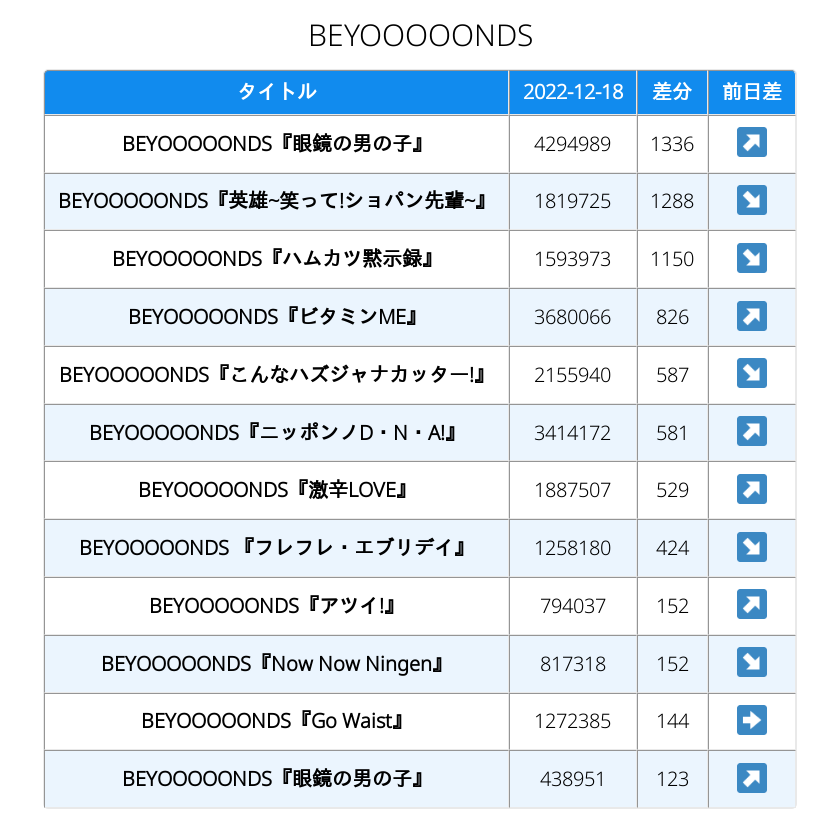 BEYOOOOONDS
タイトル 2022-12-18 差分 前日差
BEYOOOOONDS『眼鏡の男の子』 4294989 1336 ↗
BEYOOOOONDS『英雄~笑って!ショパン先輩~』 1819725 1288 ↘
BEYOOOOONDS『ハムカツ黙示録』 1593973 1150 ↘
BEYOOOOONDS『ビタミンME』 3680066 826 ↗
BEYOOOOONDS『こんなハズジャナカッター!』 2155940 587 ↘
BEYOOOOONDS『ニッポンノD・N・A!』 3414172 581 ↗
BEYOOOOONDS『激辛LOVE』 1887507 529 ↗
BEYOOOOONDS 『フレフレ・エブリデイ』 1258180 424 ↘
BEYOOOOONDS『アツイ!』 794037 152 ↗
BEYOOOOONDS『Now Now Ningen』 817318 152 ↘
BEYOOOOONDS『Go Waist』 1272385 144 ➡
BEYOOOOONDS『眼鏡の男の子』 438951 123 ↗